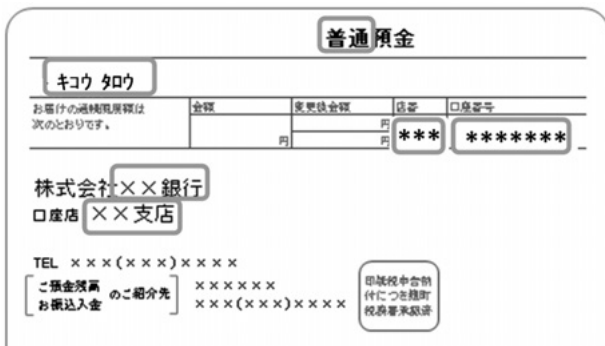 普通預金
キコウ タロウ
お届けの通帳限度額は 金額 変更後金額 店番 口座番号
次のとおりです。 円 円 円 *** *******
株式会社××銀行
口座店 ××支店
TEL ×××(×××)××××
ご預金残高 のご紹介先 ××××××
お振込入金 ×××(×××)××××
印紙税申告納
付につき麹町
税務署承認済